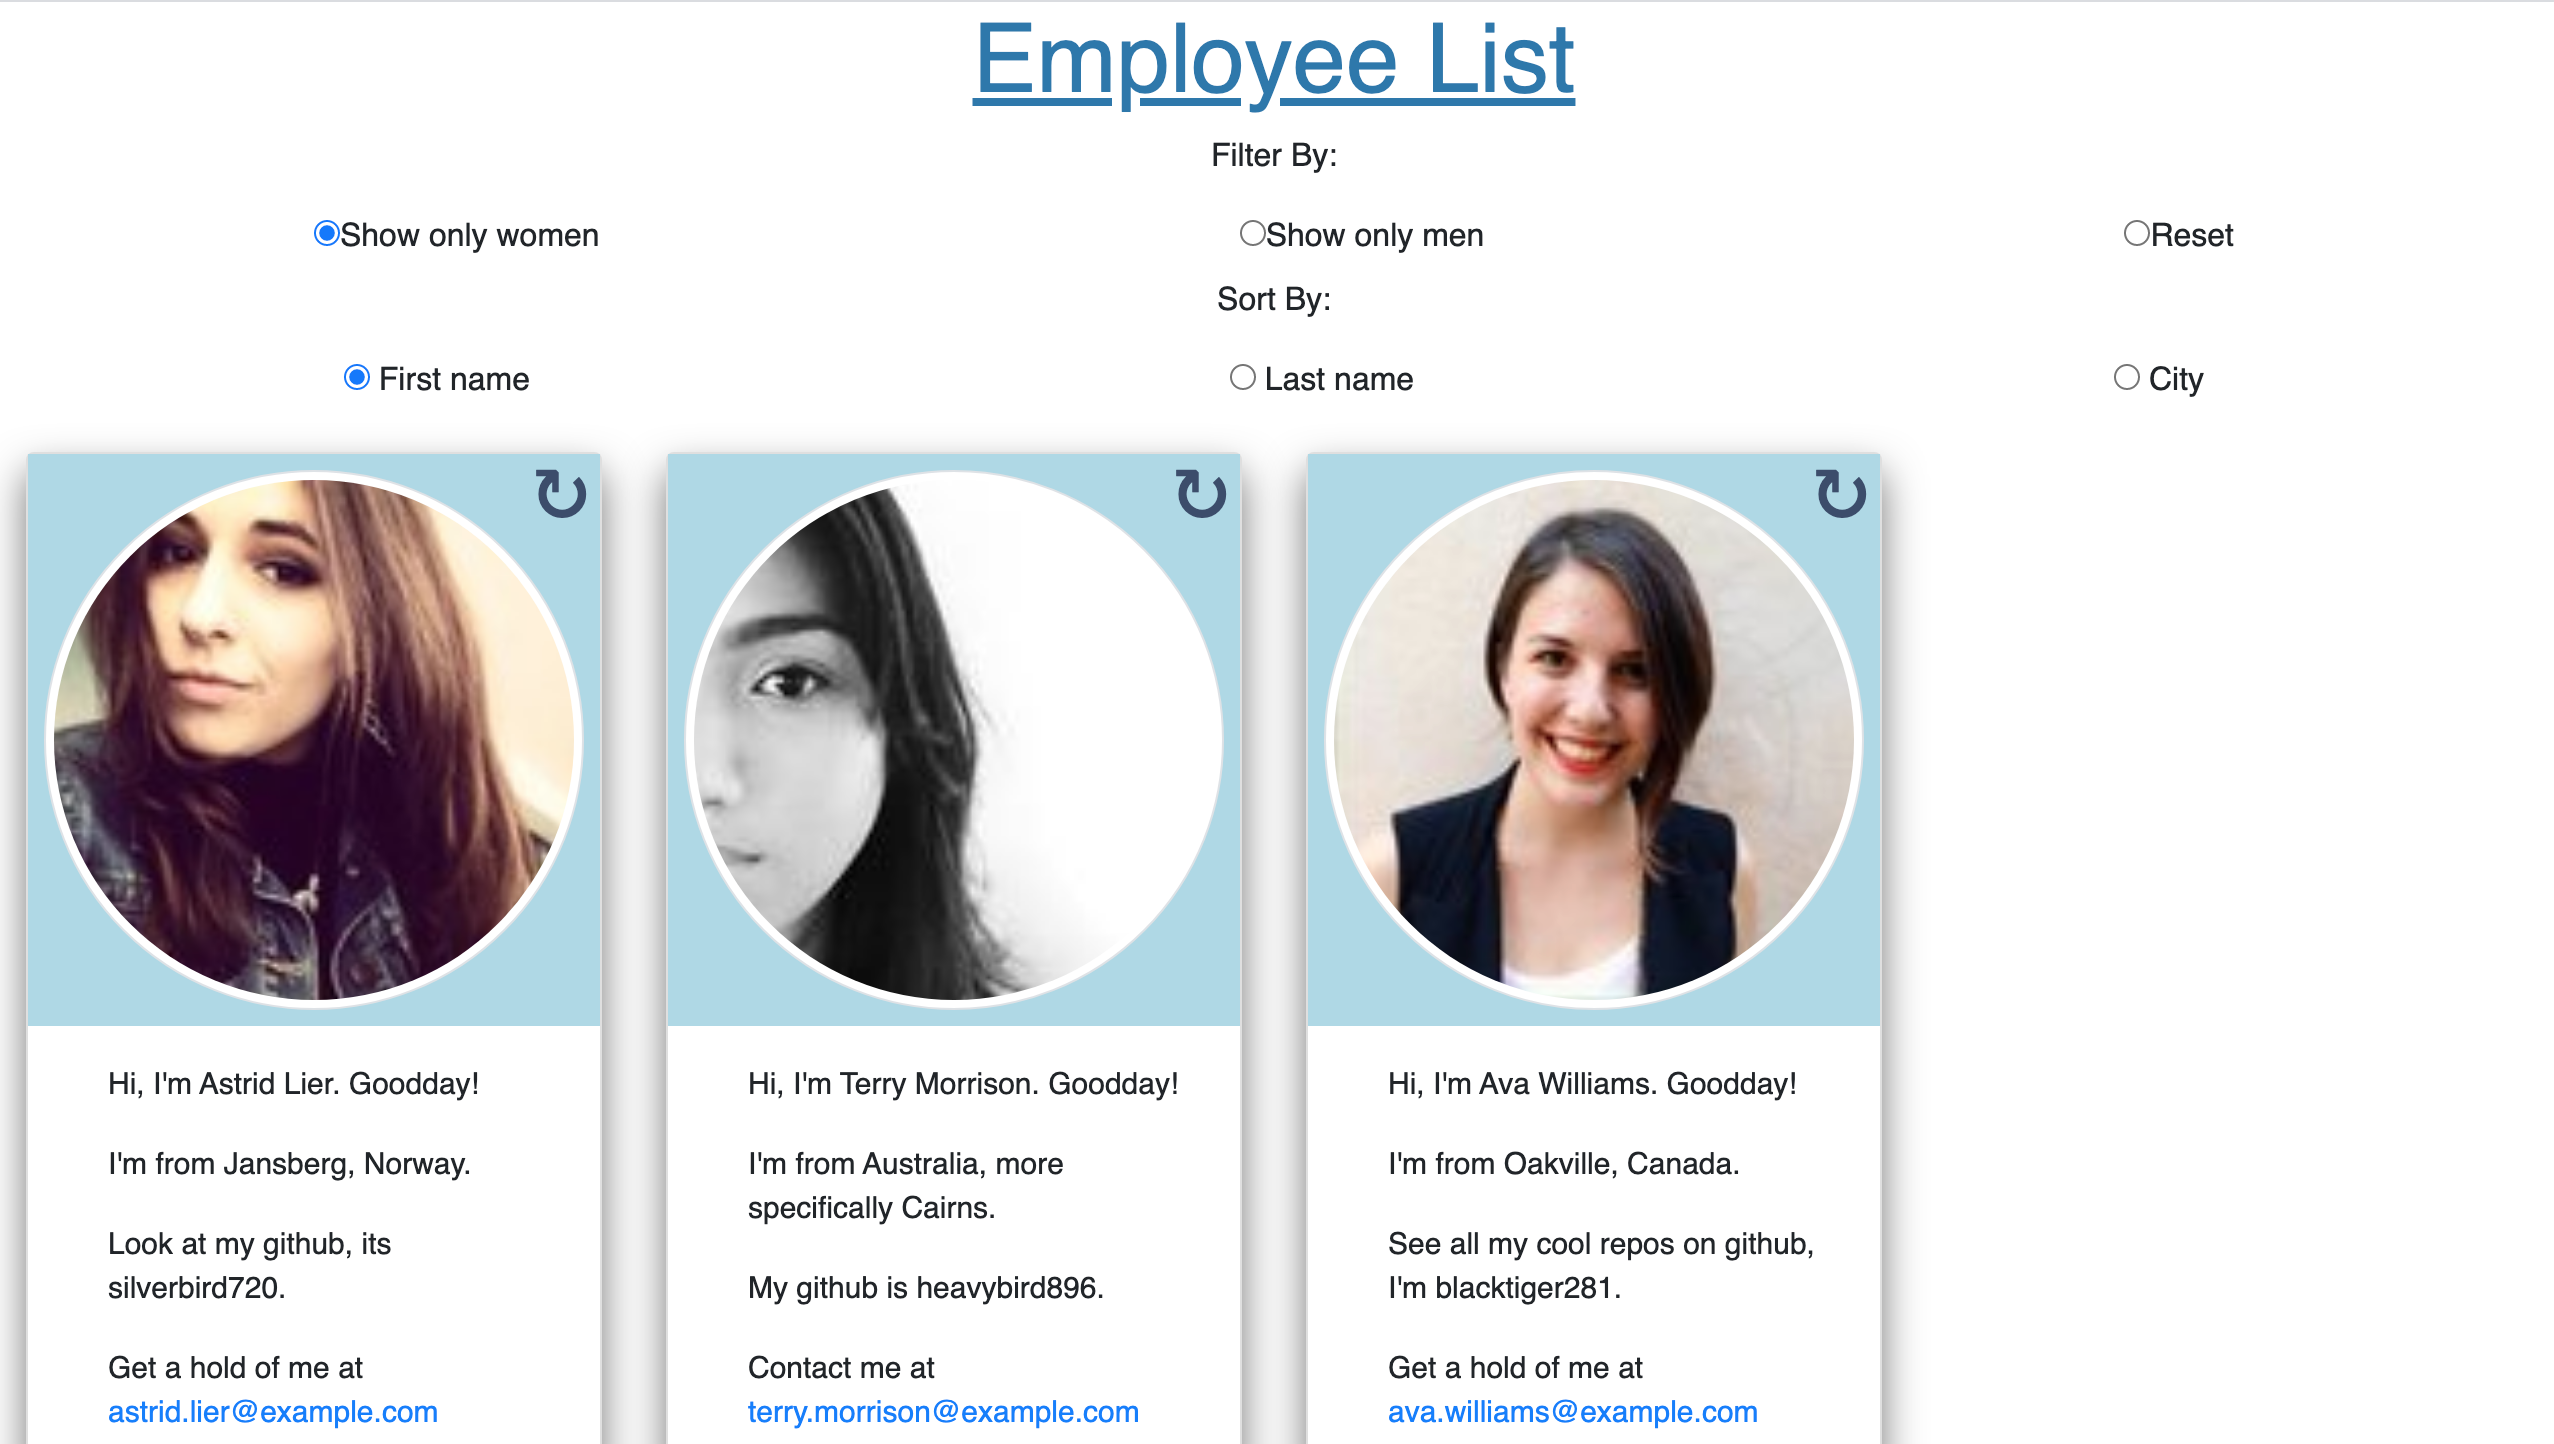 Employee List
Filter By:
Show only women Show only men Reset
Sort By:
First name Last name City
Hi, I'm Astrid Lier. Goodday!
I'm from Jansberg, Norway.
Look at my github, its
silverbird720.
Get a hold of me at
astrid.lier@example.com
Hi, I'm Terry Morrison. Goodday!
I'm from Australia, more
specifically Cairns.
My github is heavybird896.
Contact me at
terry.morrison@example.com
Hi, I'm Ava Williams. Goodday!
I'm from Oakville, Canada.
See all my cool repos on github,
I'm blacktiger281.
Get a hold of me at
ava.williams@example.com